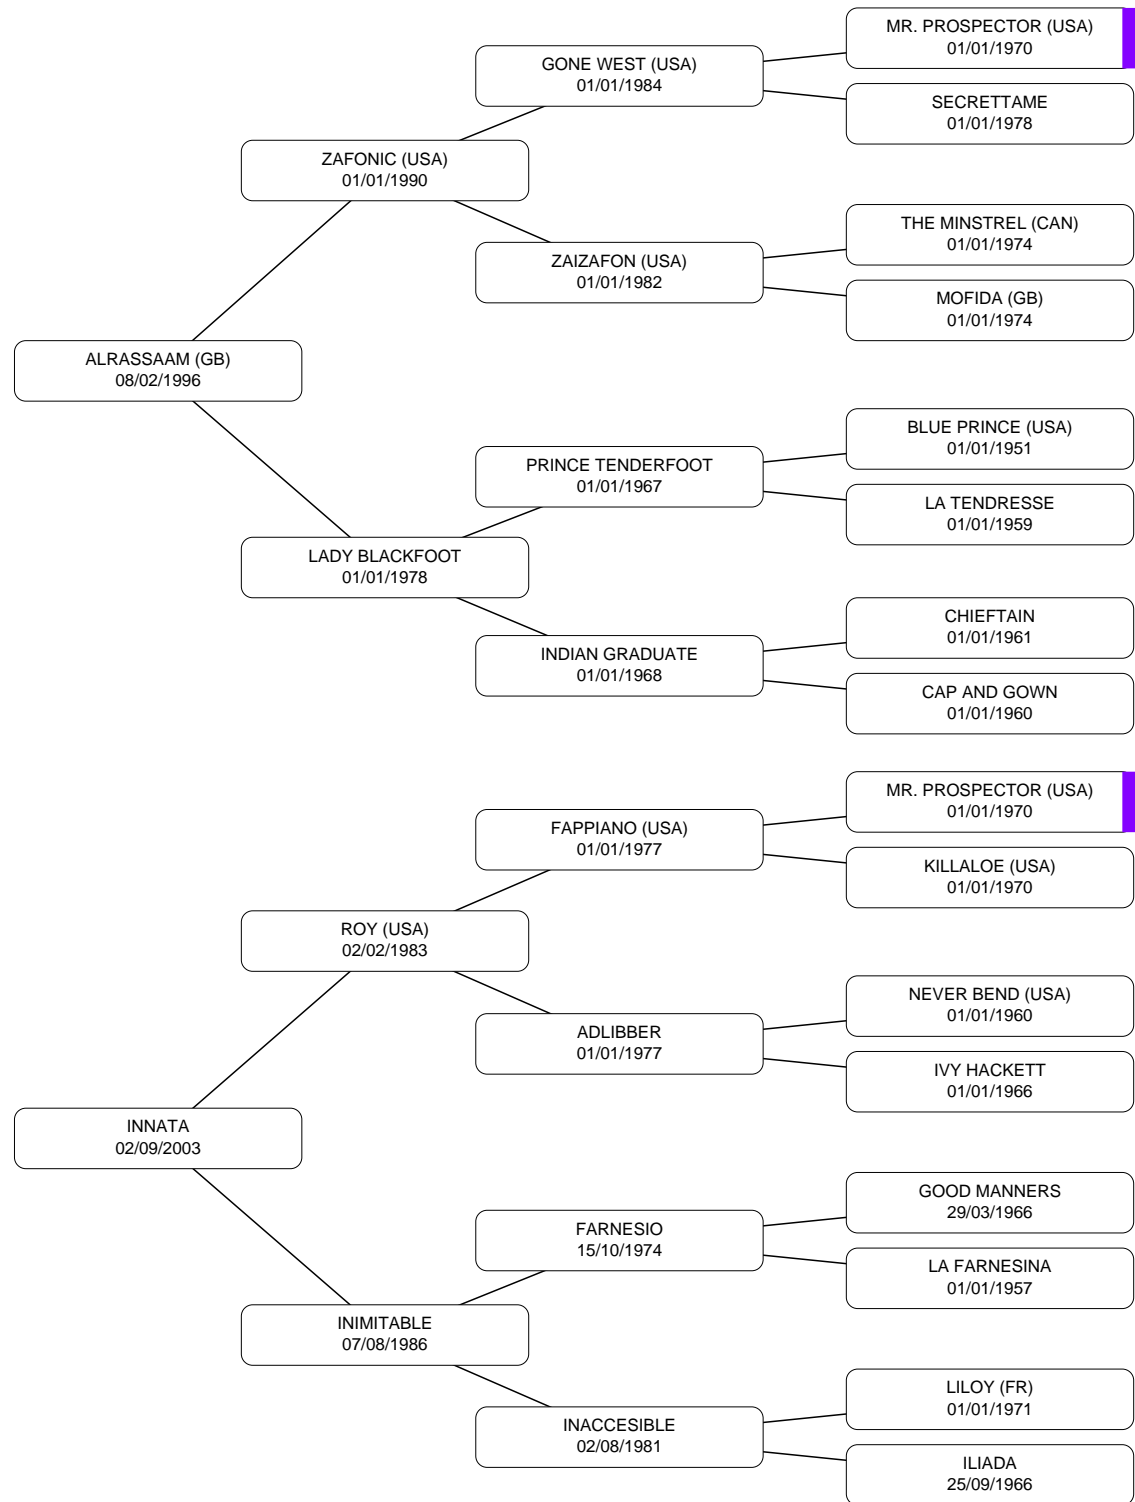 MR. PROSPECTOR (USA)
01/01/1970
GONE WEST (USA)
01/01/1984
SECRETTAME
01/01/1978
ZAFONIC (USA)
01/01/1990
THE MINSTREL (CAN)
01/01/1974
ZAIZAFON (USA)
01/01/1982
MOFIDA (GB)
01/01/1974
ALRASSAAM (GB)
08/02/1996
BLUE PRINCE (USA)
01/01/1951
PRINCE TENDERFOOT
01/01/1967
LA TENDRESSE
01/01/1959
LADY BLACKFOOT
01/01/1978
CHIEFTAIN
01/01/1961
INDIAN GRADUATE
01/01/1968
CAP AND GOWN
01/01/1960
MR. PROSPECTOR (USA)
01/01/1970
FAPPIANO (USA)
01/01/1977
KILLALOE (USA)
01/01/1970
ROY (USA)
02/02/1983
NEVER BEND (USA)
01/01/1960
ADLIBBER
01/01/1977
IVY HACKETT
01/01/1966
INNATA
02/09/2003
GOOD MANNERS
29/03/1966
FARNESIO
15/10/1974
LA FARNESINA
01/01/1957
INIMITABLE
07/08/1986
LILOY (FR)
01/01/1971
INACCESIBLE
02/08/1981
ILIADA
25/09/1966